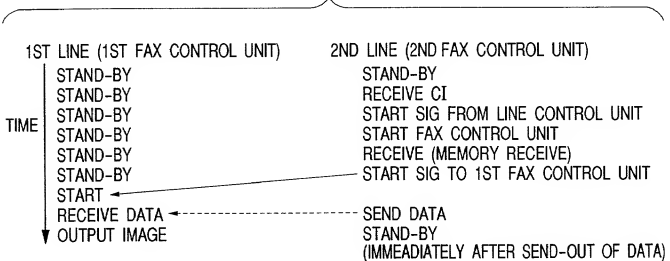 1ST LINE (1ST FAX CONTROL UNIT) 2ND LINE (2ND FAX CONTROL UNIT)
STAND-BY STAND-BY
STAND-BY RECEIVE CI
STAND-BY START SIG FROM LINE CONTROL UNIT
TIME STAND-BY START FAX CONTROL UNIT
STAND-BY RECEIVE (MEMORY RECEIVE)
STAND-BY START SIG TO 1ST FAX CONTROL UNIT
START
RECEIVE DATA SEND DATA
OUTPUT IMAGE STAND-BY
(IMMEADIATELY AFTER SEND-OUT OF DATA)